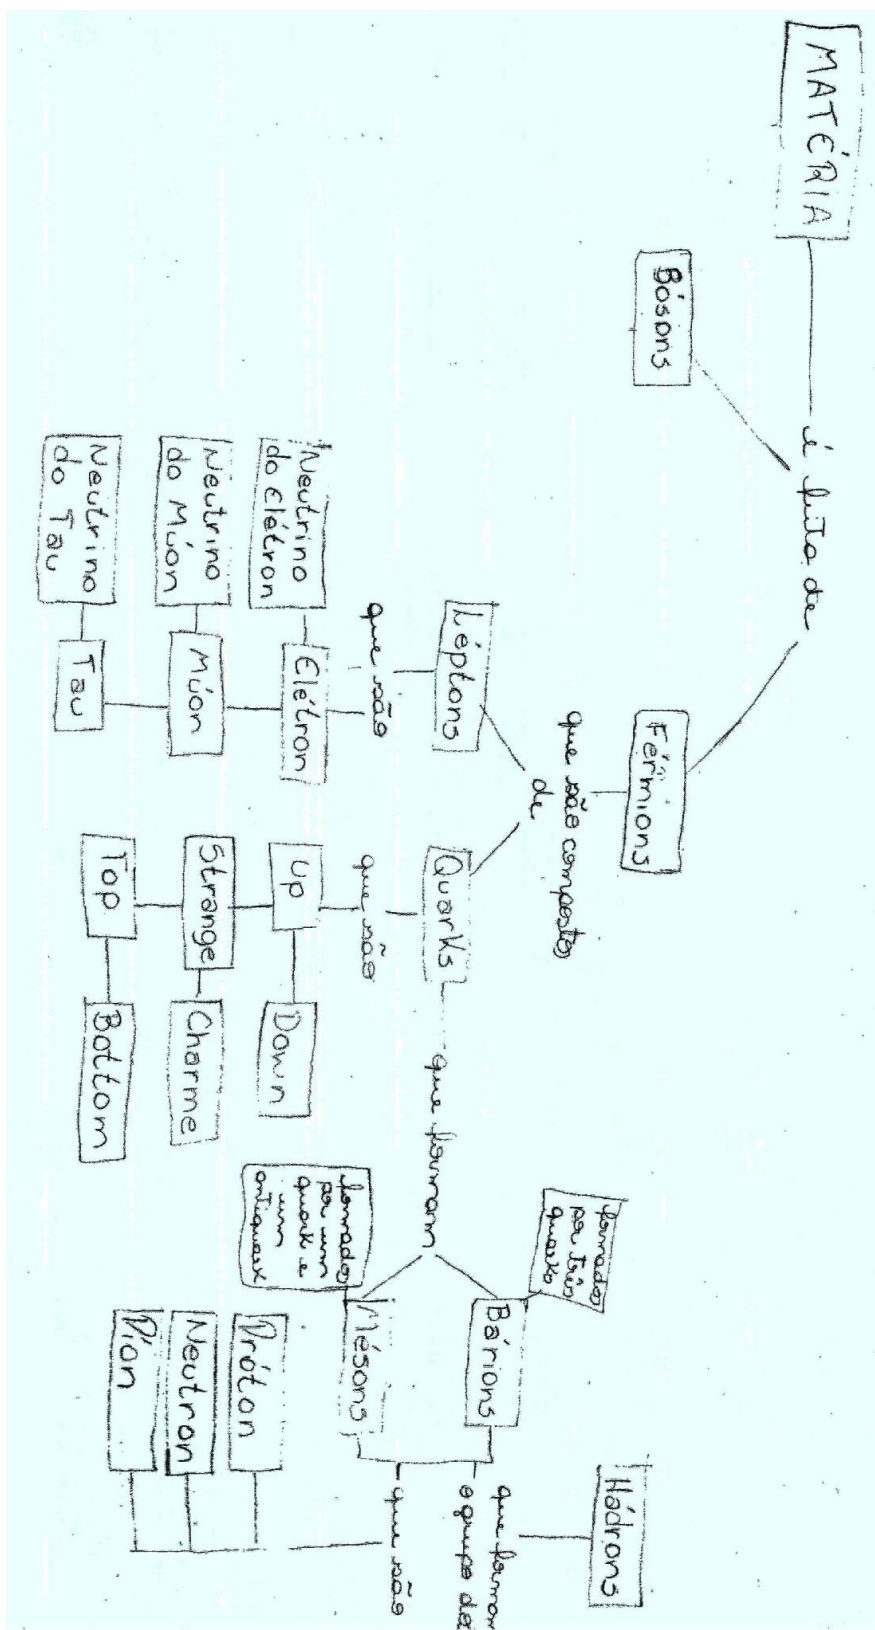 MATÉRIA
é feito de
Bósons
Férmions
Hádrons
que são compostos
de
formados
por três
quarks
que formam
o grupo dos
Léptons
Quarks
que formam
Bárions
que são
que são
Mésons
que são
formados
por um
quark e
um
antiquark
Neutrino
do Elétron
Elétron
Up
Down
Próton
Neutrino
do Múon
Múon
Strange
Charme
Neutron
Neutrino
do Tau
Tau
Top
Bottom
Píon